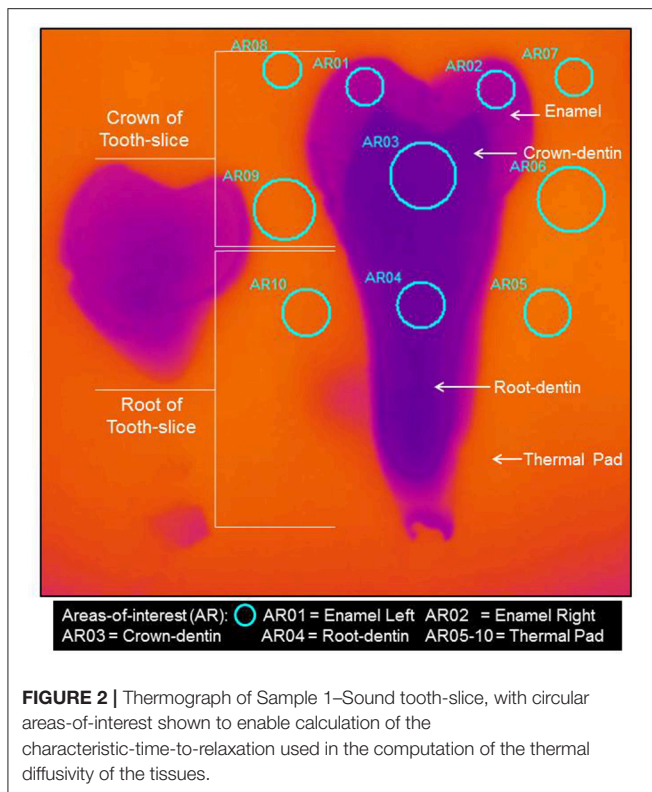 AR08
AR01
AR02
AR07
Crown of
Tooth-slice
Enamel
AR03
Crown-dentin
AR09
AR06
AR10
AR04
AR05
Root-dentin
Root of
Tooth-slice
Thermal Pad
Areas-of-interest (AR): AR01 = Enamel Left AR02 = Enamel Right
AR03 = Crown-dentin AR04 = Root-dentin AR05-10 = Thermal Pad
FIGURE 2 | Thermograph of Sample 1–Sound tooth-slice, with circular
areas-of-interest shown to enable calculation of the
characteristic-time-to-relaxation used in the computation of the thermal
diffusivity of the tissues.